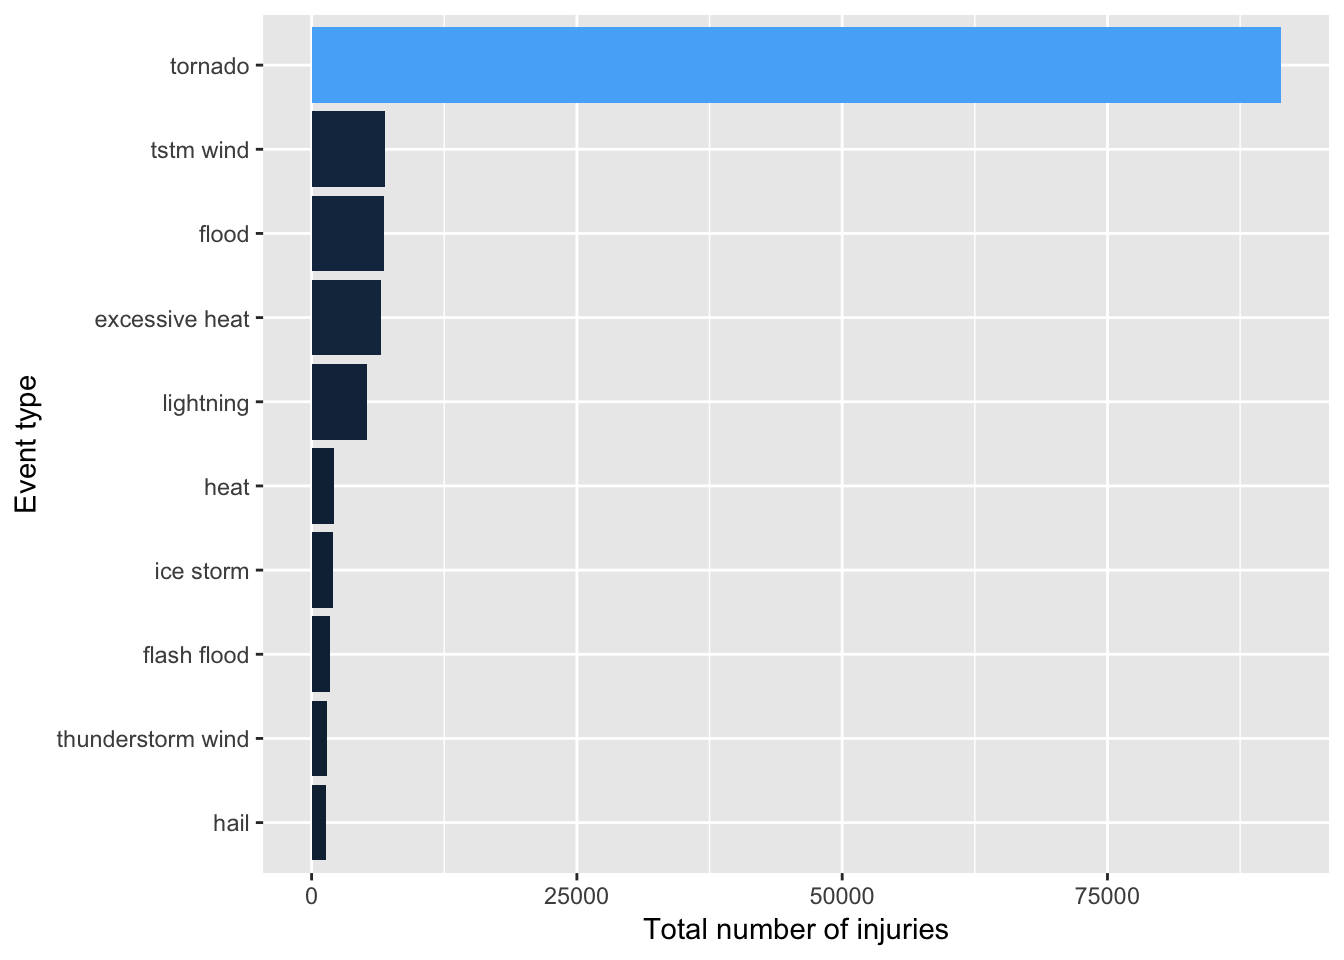 tornado
tstm wind
flood
excessive heat
lightning
heat
ice storm
flash flood
thunderstorm wind
hail
Event type
0 25000 50000 75000
Total number of injuries